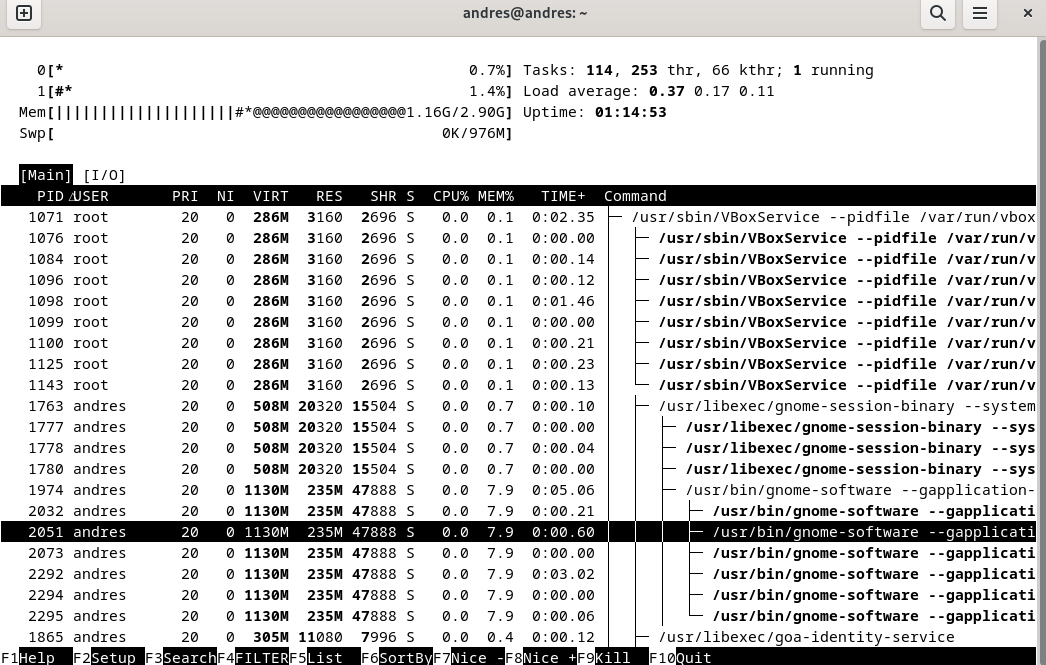 andres@andres: ~
0[* 0.7%] Tasks: 114, 253 thr, 66 kthr; 1 running
1[#* 1.4%] Load average: 0.37 0.17 0.11
Mem[||||||||||||||||||||#*@@@@@@@@@@@@@@@@@1.16G/2.90G] Uptime: 01:14:53
Swp[ 0K/976M]
[Main] [I/O]
PID △USER PRI NI VIRT RES SHR S CPU% MEM% TIME+ Command
1071 root 20 0 286M 3160 2696 S 0.0 0.1 0:02.35 ├─ /usr/sbin/VBoxService --pidfile /var/run/vbox
1076 root 20 0 286M 3160 2696 S 0.0 0.1 0:00.00 │ ├─ /usr/sbin/VBoxService --pidfile /var/run/v
1084 root 20 0 286M 3160 2696 S 0.0 0.1 0:00.14 │ ├─ /usr/sbin/VBoxService --pidfile /var/run/v
1096 root 20 0 286M 3160 2696 S 0.0 0.1 0:00.12 │ ├─ /usr/sbin/VBoxService --pidfile /var/run/v
1098 root 20 0 286M 3160 2696 S 0.0 0.1 0:01.46 │ ├─ /usr/sbin/VBoxService --pidfile /var/run/v
1099 root 20 0 286M 3160 2696 S 0.0 0.1 0:00.00 │ ├─ /usr/sbin/VBoxService --pidfile /var/run/v
1100 root 20 0 286M 3160 2696 S 0.0 0.1 0:00.21 │ ├─ /usr/sbin/VBoxService --pidfile /var/run/v
1125 root 20 0 286M 3160 2696 S 0.0 0.1 0:00.23 │ ├─ /usr/sbin/VBoxService --pidfile /var/run/v
1143 root 20 0 286M 3160 2696 S 0.0 0.1 0:00.13 │ └─ /usr/sbin/VBoxService --pidfile /var/run/v
1763 andres 20 0 508M 20320 15504 S 0.0 0.7 0:00.10 │ ├─ /usr/libexec/gnome-session-binary --system
1777 andres 20 0 508M 20320 15504 S 0.0 0.7 0:00.00 │ │ ├─ /usr/libexec/gnome-session-binary --sys
1778 andres 20 0 508M 20320 15504 S 0.0 0.7 0:00.04 │ │ ├─ /usr/libexec/gnome-session-binary --sys
1780 andres 20 0 508M 20320 15504 S 0.0 0.7 0:00.00 │ │ ├─ /usr/libexec/gnome-session-binary --sys
1974 andres 20 0 1130M 235M 47888 S 0.0 7.9 0:05.06 │ │ ├─ /usr/bin/gnome-software --gapplication-
2032 andres 20 0 1130M 235M 47888 S 0.0 7.9 0:00.21 │ │ │ ├─ /usr/bin/gnome-software --gapplicati
2051 andres 20 0 1130M 235M 47888 S 0.0 7.9 0:00.60 │ │ │ ├─ /usr/bin/gnome-software --gapplicati
2073 andres 20 0 1130M 235M 47888 S 0.0 7.9 0:00.00 │ │ │ ├─ /usr/bin/gnome-software --gapplicati
2292 andres 20 0 1130M 235M 47888 S 0.0 7.9 0:03.02 │ │ │ ├─ /usr/bin/gnome-software --gapplicati
2294 andres 20 0 1130M 235M 47888 S 0.0 7.9 0:00.00 │ │ │ ├─ /usr/bin/gnome-software --gapplicati
2295 andres 20 0 1130M 235M 47888 S 0.0 7.9 0:00.06 │ │ │ └─ /usr/bin/gnome-software --gapplicati
1865 andres 20 0 305M 11080 7996 S 0.0 0.4 0:00.12 │ ├─ /usr/libexec/goa-identity-service
F1Help F2Setup F3SearchF4FILTERF5List F6SortByF7Nice -F8Nice +F9Kill F10Quit